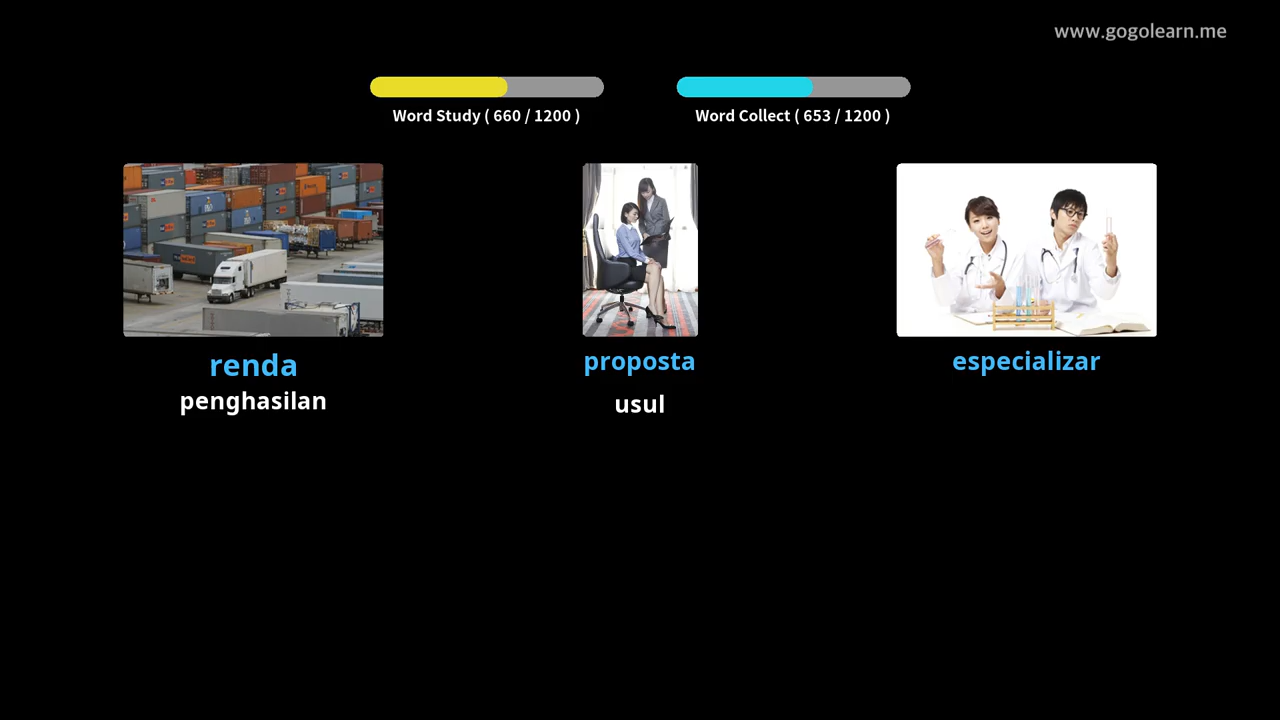 www.gogolearn.me
Word Study ( 660 / 1200 )
Word Collect ( 653 / 1200 )
renda
proposta
especializar
penghasilan
usul